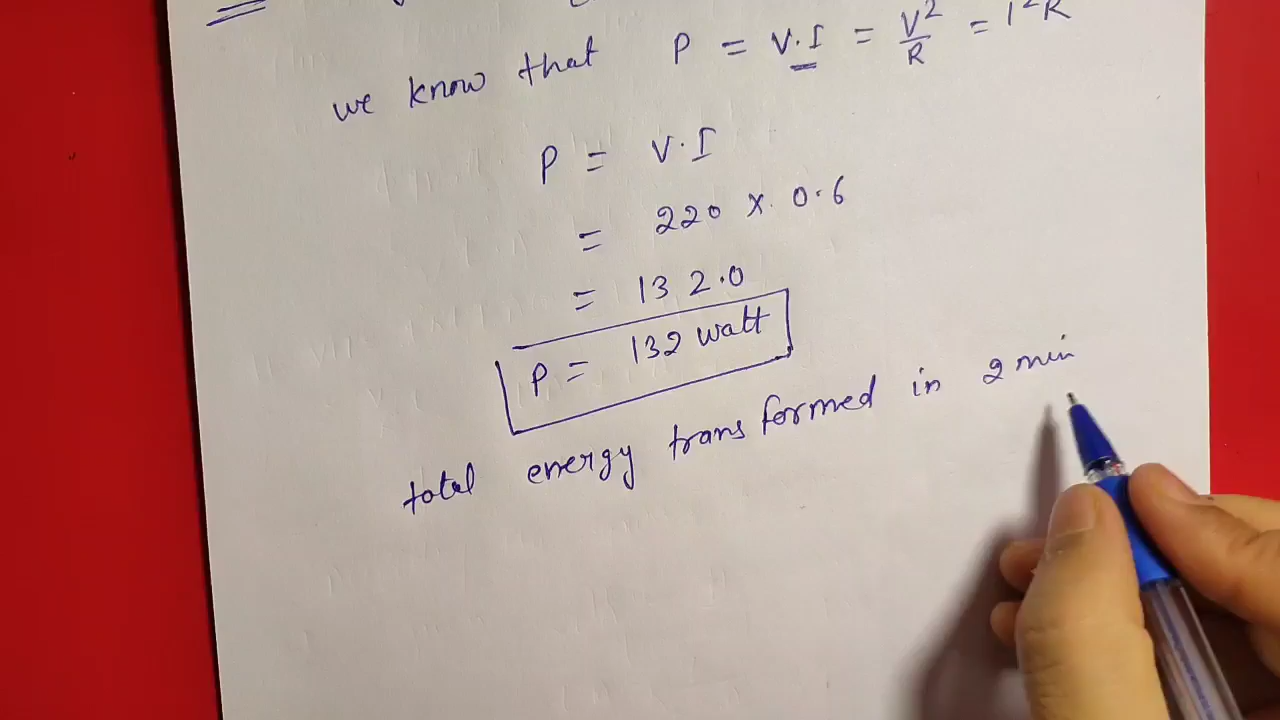 we know that P = V.I = V²/R = I²R
P = V.I
= 220 x 0.6
= 132.0
P = 132 watt
total energy transformed in 2 min